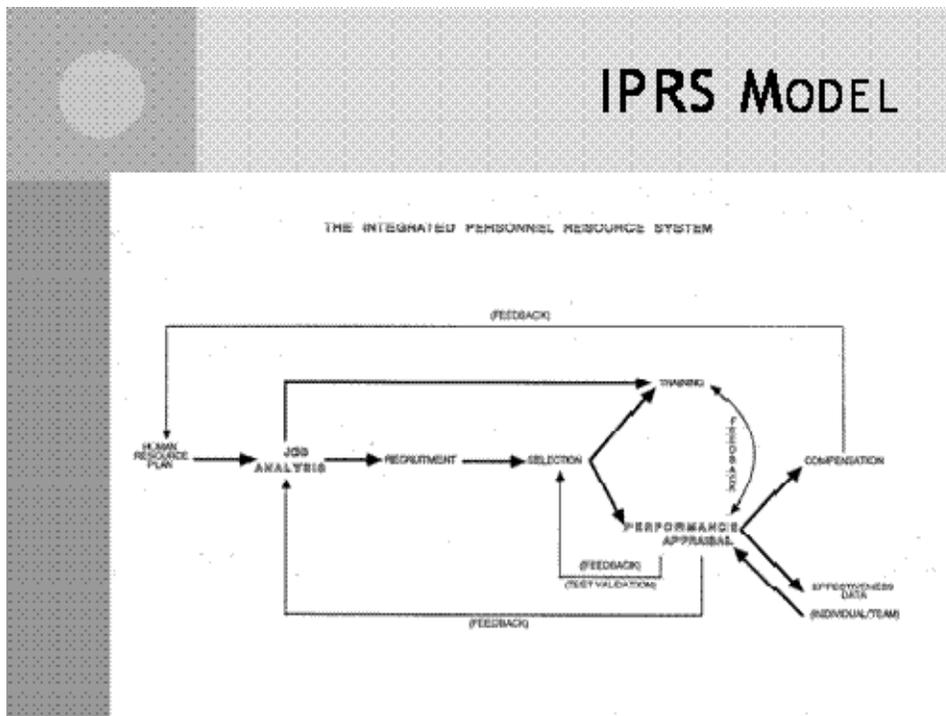 IPRS MODEL
THE INTEGRATED PERSONNEL RESOURCE SYSTEM
(FEEDBACK)
TRAINING
FEEDBACK
HUMAN
RESOURCE
PLAN
JOB
ANALYSIS
RECRUITMENT
SELECTION
COMPENSATION
PERFORMANCE
APPRAISAL
(FEEDBACK)
(TEST VALIDATION)
EFFECTIVENESS
DATA
(INDIVIDUAL/TEAM)
(FEEDBACK)